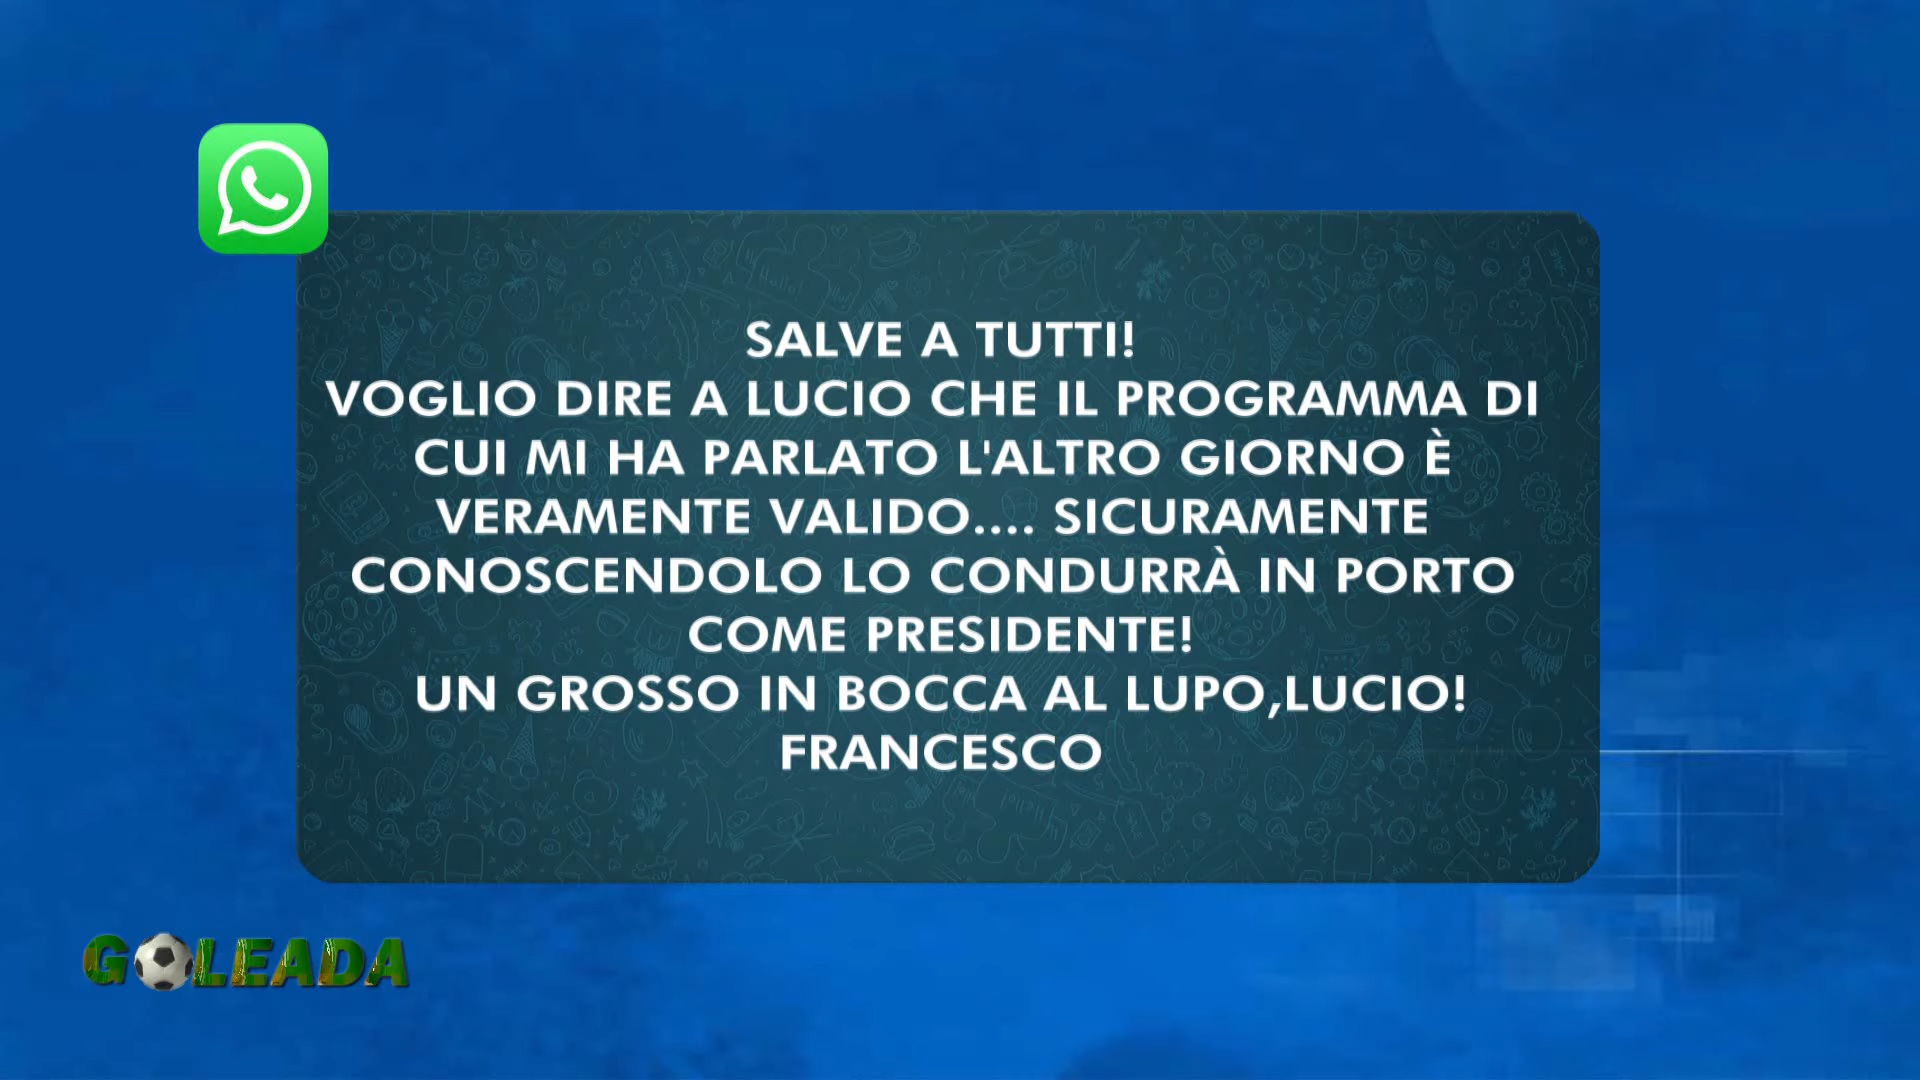 SALVE A TUTTI!
VOGLIO DIRE A LUCIO CHE IL PROGRAMMA DI
CUI MI HA PARLATO L'ALTRO GIORNO È
VERAMENTE VALIDO.... SICURAMENTE
CONOSCENDOLO LO CONDURRÀ IN PORTO
COME PRESIDENTE!
UN GROSSO IN BOCCA AL LUPO,LUCIO!
FRANCESCO
GOLEADA